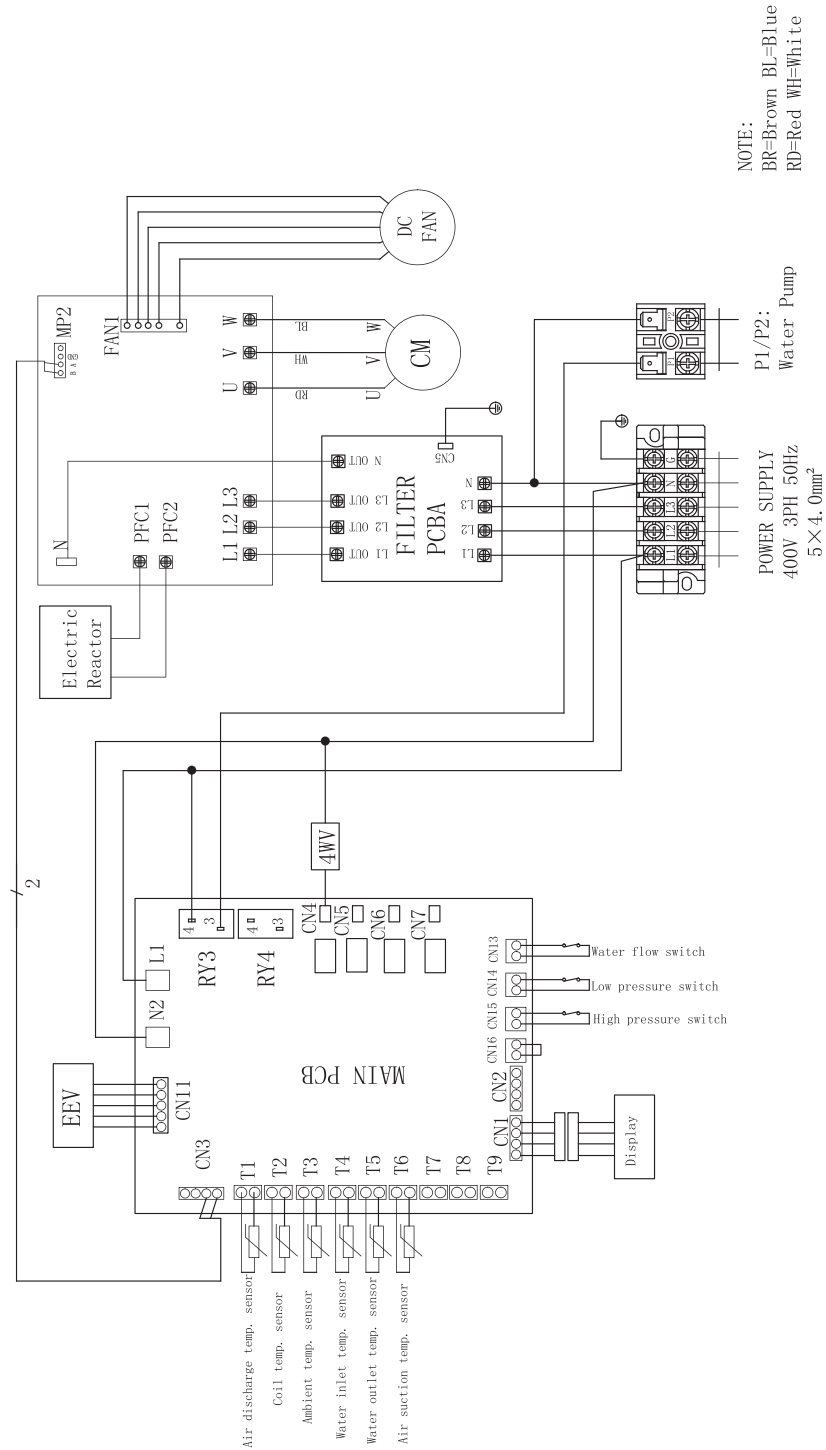 NOTE:
BR=Brown BL=Blue
RD=Red WH=White
MP2
B A GND
FAN1
DC
FAN
N
PFC1
PFC2
W
V
U
BL
WH
RD
W
V
U
CM
Electric
Reactor
L1 L2 L3
L1 OUT
L2 OUT
L3 OUT
N OUT
FILTER
PCBA
CN5
L1
L2
L3
N
P1
P2
P1/P2:
Water Pump
L1
L2
L3
N
G
POWER SUPPLY
400V 3PH 50Hz
5×4.0mm²
2
4WV
EEV
CN11
N2
L1
4
3
RY3
4
3
RY4
CN4
CN5
CN6
CN7
CN3
MAIN PCB
T1
T2
T3
T4
T5
T6
T7
T8
T9
CN1
CN2
CN16
CN15
CN14
CN13
Water flow switch
Low pressure switch
High pressure switch
Display
Air discharge temp. sensor
Coil temp. sensor
Ambient temp. sensor
Water inlet temp. sensor
Water outlet temp. sensor
Air suction temp. sensor